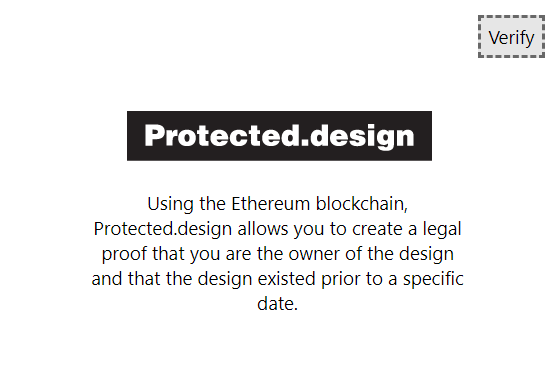 Verify
Protected.design
Using the Ethereum blockchain,
Protected.design allows you to create a legal
proof that you are the owner of the design
and that the design existed prior to a specific
date.